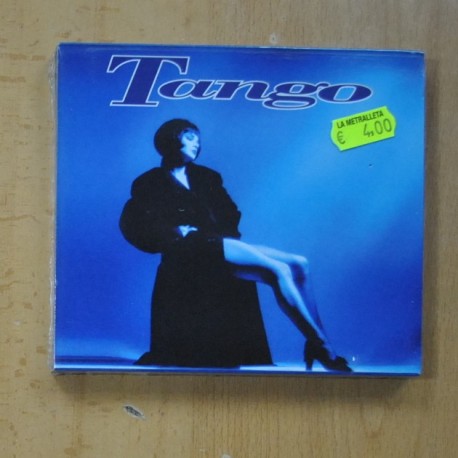 Tango
LA METRALLETA
€ 4,00